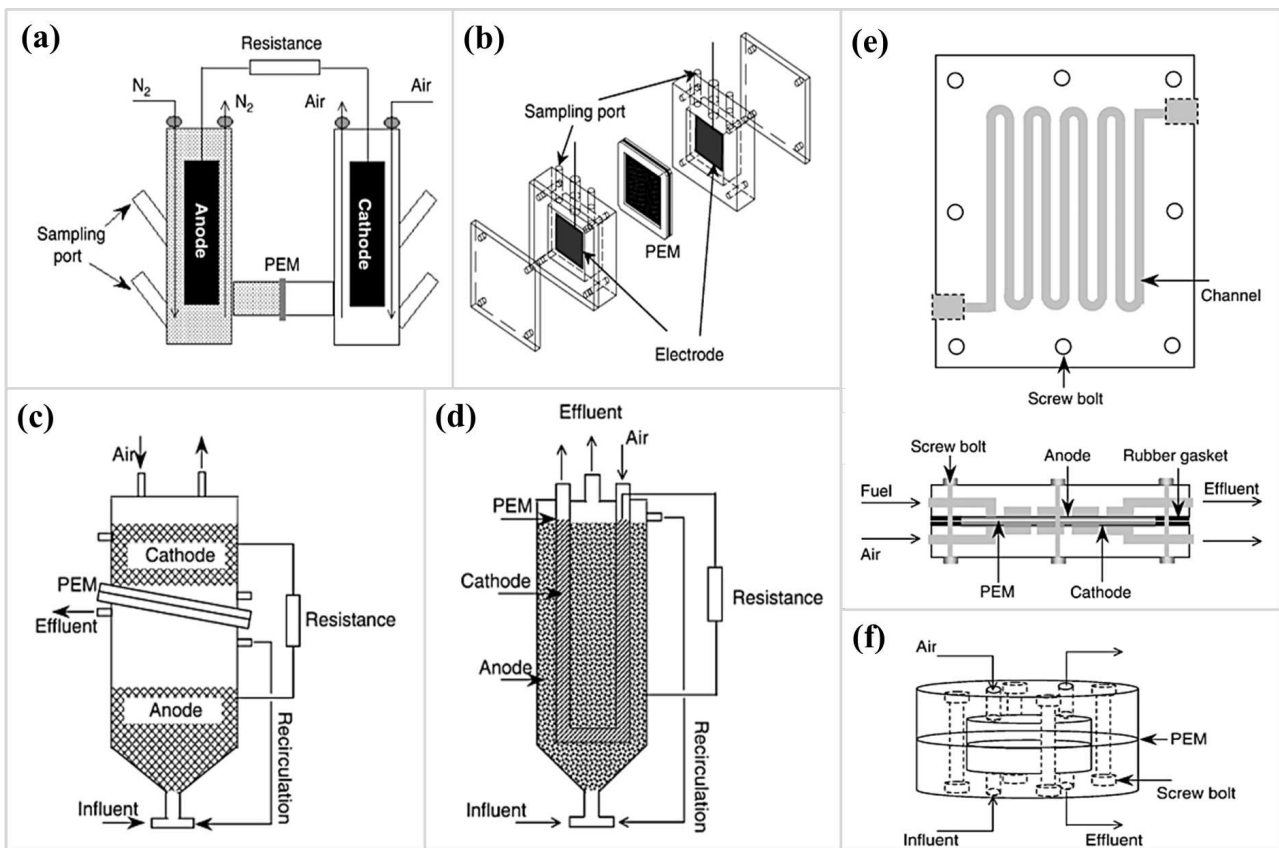 (a)
Resistance
N2
N2
Air
Air
Anode
Cathode
Sampling
port
PEM
(b)
Sampling port
PEM
Electrode
(c)
Air
Cathode
PEM
Effluent
Resistance
Anode
Recirculation
Influent
(d)
Effluent
Air
PEM
Cathode
Resistance
Anode
Recirculation
Influent
(e)
Channel
Screw bolt
Screw bolt
Anode
Rubber gasket
Fuel
Effluent
Air
PEM
Cathode
(f)
Air
PEM
Screw bolt
Influent
Effluent